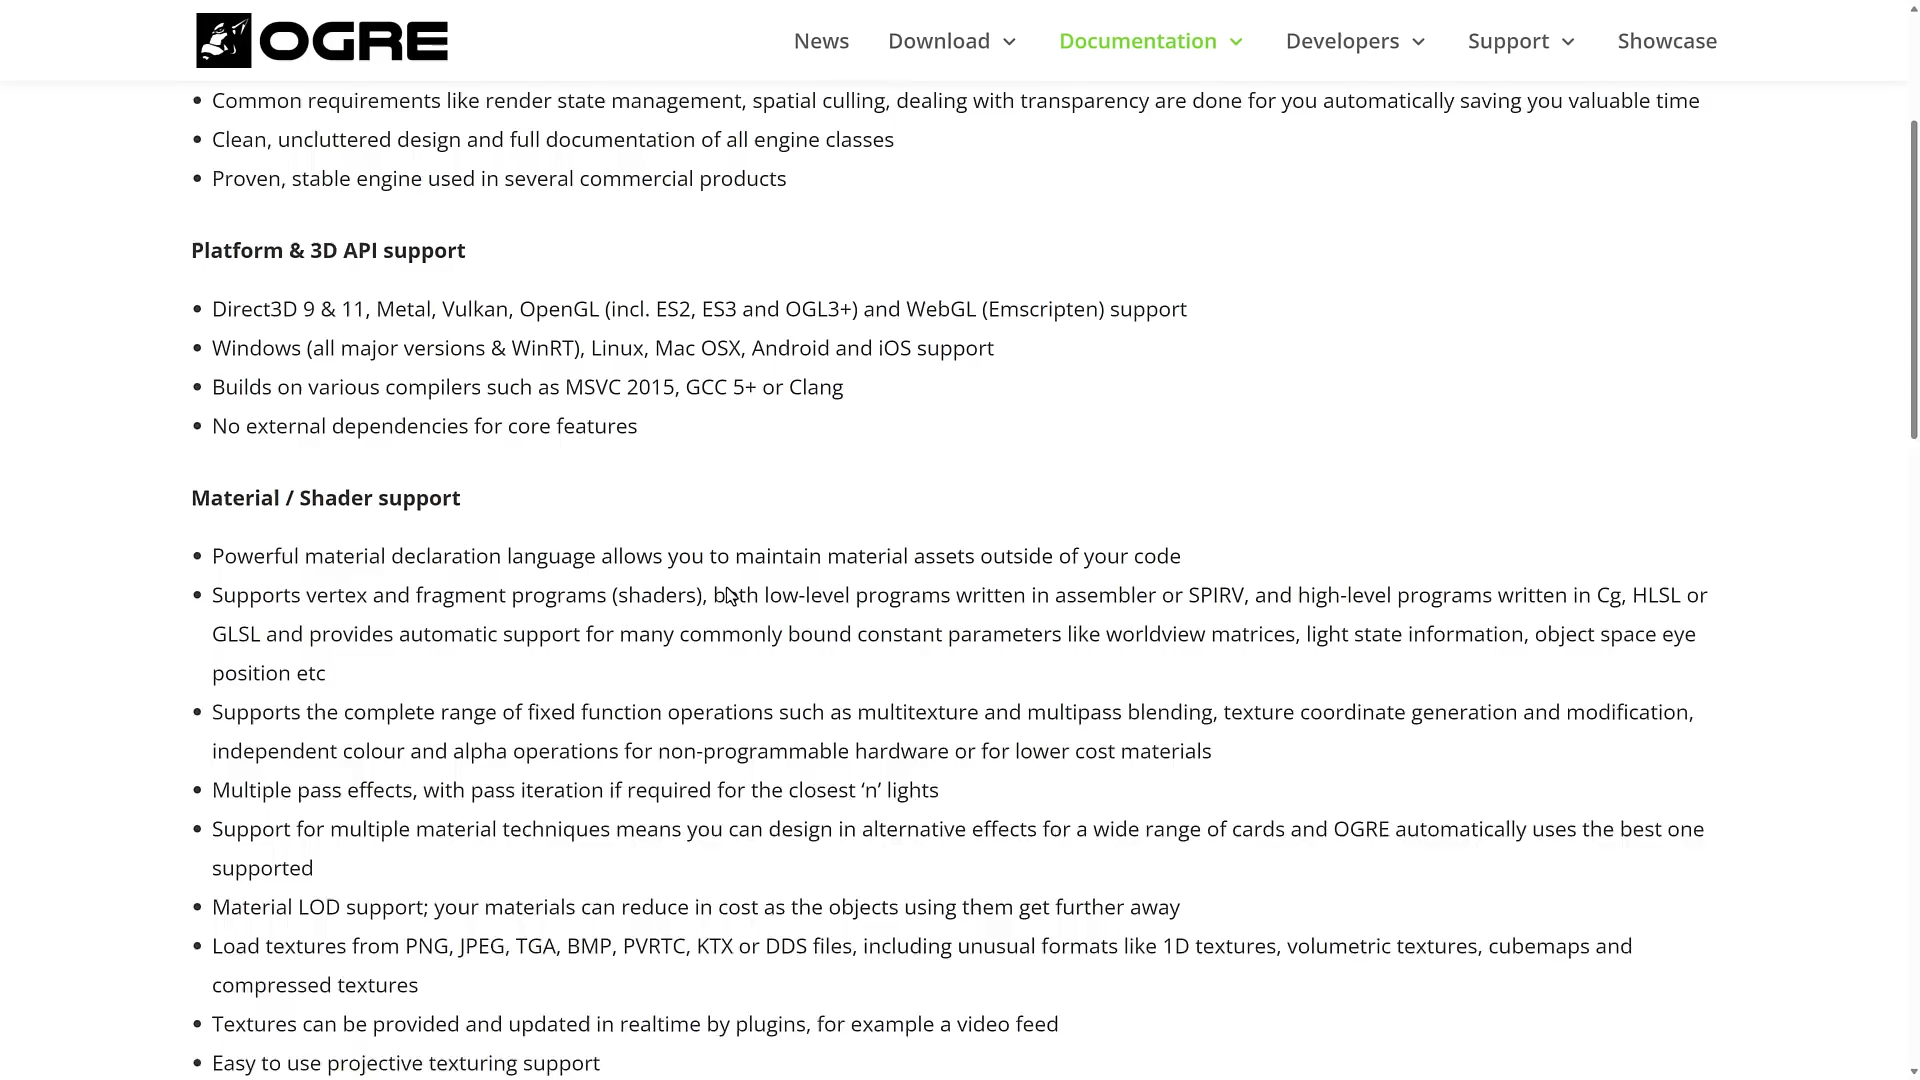 OGRE
News Download Documentation Developers Support Showcase
• Common requirements like render state management, spatial culling, dealing with transparency are done for you automatically saving you valuable time
• Clean, uncluttered design and full documentation of all engine classes
• Proven, stable engine used in several commercial products
Platform & 3D API support
• Direct3D 9 & 11, Metal, Vulkan, OpenGL (incl. ES2, ES3 and OGL3+) and WebGL (Emscripten) support
• Windows (all major versions & WinRT), Linux, Mac OSX, Android and iOS support
• Builds on various compilers such as MSVC 2015, GCC 5+ or Clang
• No external dependencies for core features
Material / Shader support
• Powerful material declaration language allows you to maintain material assets outside of your code
• Supports vertex and fragment programs (shaders), both low-level programs written in assembler or SPIRV, and high-level programs written in Cg, HLSL or
GLSL and provides automatic support for many commonly bound constant parameters like worldview matrices, light state information, object space eye
position etc
• Supports the complete range of fixed function operations such as multitexture and multipass blending, texture coordinate generation and modification,
independent colour and alpha operations for non-programmable hardware or for lower cost materials
• Multiple pass effects, with pass iteration if required for the closest ‘n’ lights
• Support for multiple material techniques means you can design in alternative effects for a wide range of cards and OGRE automatically uses the best one
supported
• Material LOD support; your materials can reduce in cost as the objects using them get further away
• Load textures from PNG, JPEG, TGA, BMP, PVRTC, KTX or DDS files, including unusual formats like 1D textures, volumetric textures, cubemaps and
compressed textures
• Textures can be provided and updated in realtime by plugins, for example a video feed
• Easy to use projective texturing support